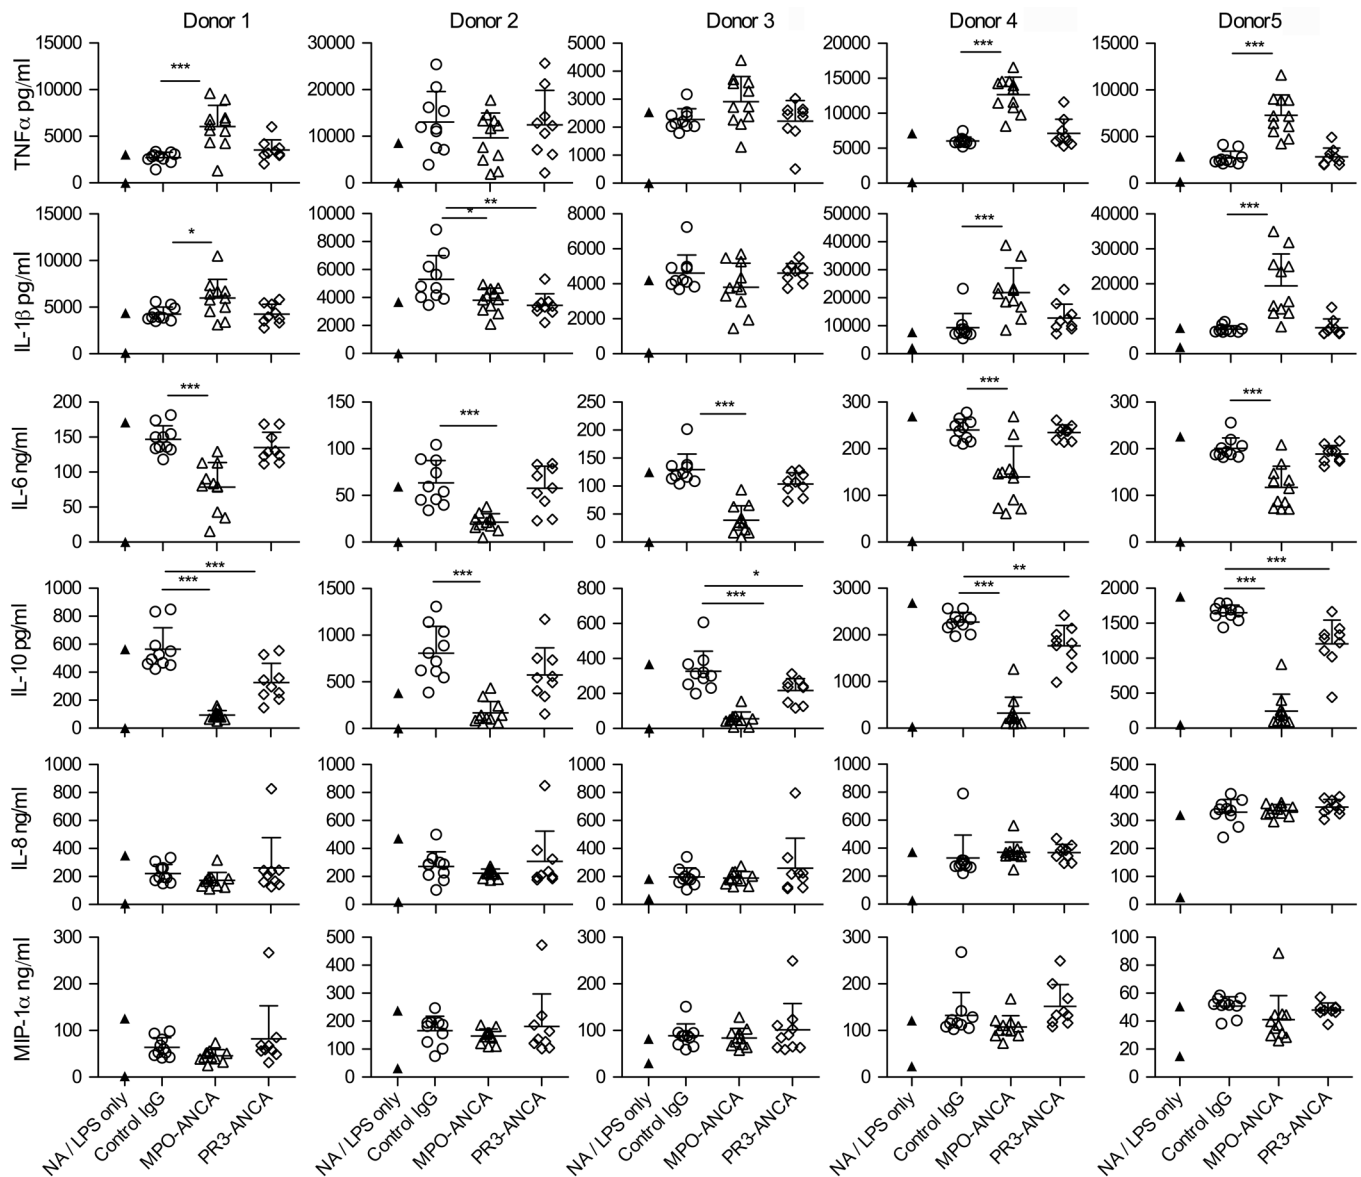 Donor 1 Donor 2 Donor 3 Donor 4 Donor5
TNFα pg/ml
15000 30000 5000 20000 15000
10000 20000 4000 15000 10000
5000 10000 3000 10000 5000
0 0 2000 5000 0
1000 0
0
*** *** ***
IL-1β pg/ml
15000 10000 8000 50000 40000
10000 8000 6000 40000 30000
5000 6000 4000 30000 20000
0 4000 2000 20000 10000
2000 0 10000 0
0 0
* * ** *** ***
IL-6 ng/ml
200 150 250 300 300
150 100 200 200 200
100 50 150 100 100
50 0 100 0 0
0 50
0
*** *** *** *** ***
IL-10 pg/ml
1000 1500 800 3000 2000
800 1000 600 2000 1500
600 500 400 1000 1000
400 0 200 0 500
200 0 0
0
*** *** *** * *** ** *** *** ***
IL-8 ng/ml
1000 1000 1000 1000 500
800 800 800 800 400
600 600 600 600 300
400 400 400 400 200
200 200 200 200 100
0 0 0 0 0
MIP-1α ng/ml
300 500 300 300 100
200 400 200 200 80
100 300 100 100 60
0 200 0 0 40
100 20
0 0
NA / LPS only Control IgG MPO-ANCA PR3-ANCA
NA / LPS only Control IgG MPO-ANCA PR3-ANCA
NA / LPS only Control IgG MPO-ANCA PR3-ANCA
NA / LPS only Control IgG MPO-ANCA PR3-ANCA
NA / LPS only Control IgG MPO-ANCA PR3-ANCA